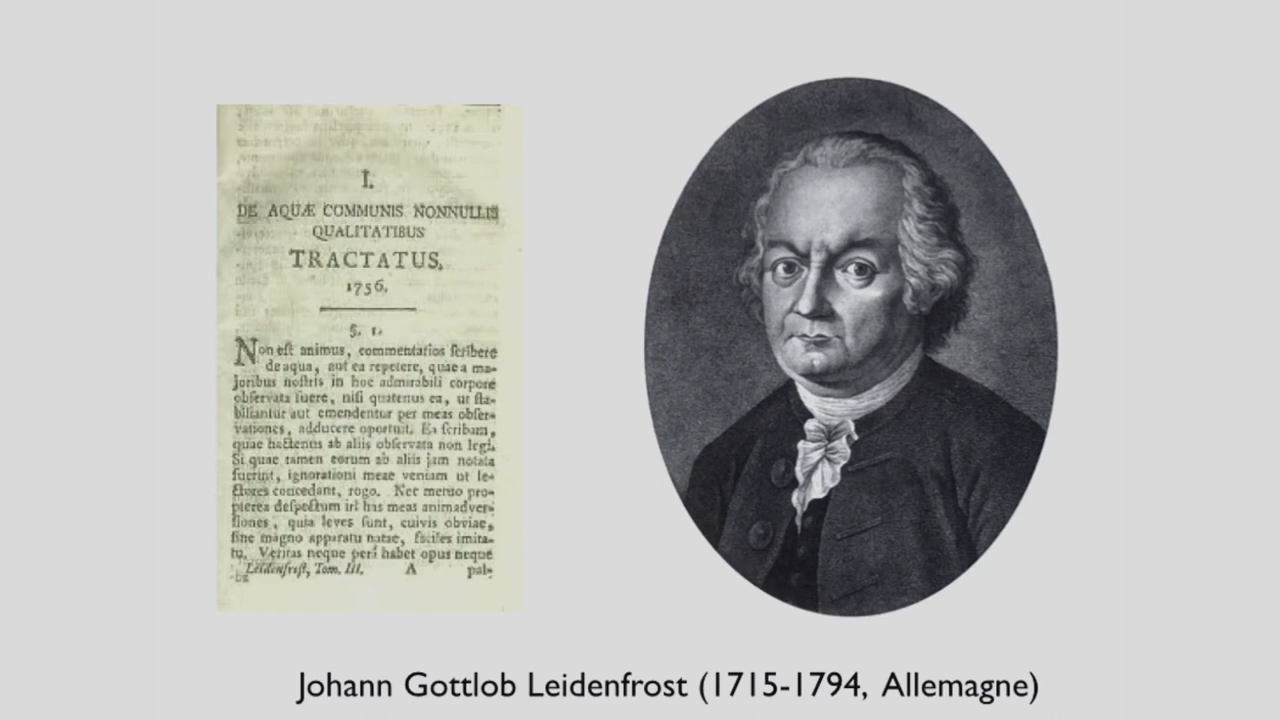 I.
DE AQUÆ COMMUNIS NONNULLIS
QUALITATIBUS
TRACTATUS,
1756.
§. 1.
Non est animus, commentarios scribere
de aqua, aut ea repetere, quae a ma-
joribus nostris in hoc admirabili corpore
observata fuere, nisi quatenus ea, ut sta-
biliantur aut emendentur per meas obser-
vationes, adducere oportuit. Ea scribam,
quae hactenus ab aliis observata non legi.
Si quae tamen eorum ab aliis jam notata
fuerint, ignorationi meae veniam ut le-
ctores concedant, rogo. Nec metuo pro-
pterea despectum iri has meas animadver-
siones, quia leves sunt, cuivis obviae,
sine magno apparatu natae, faciles imita-
tu. Veritas neque habet opus neque
Leidenfrost, Tom. III. A pal-
Johann Gottlob Leidenfrost (1715-1794, Allemagne)